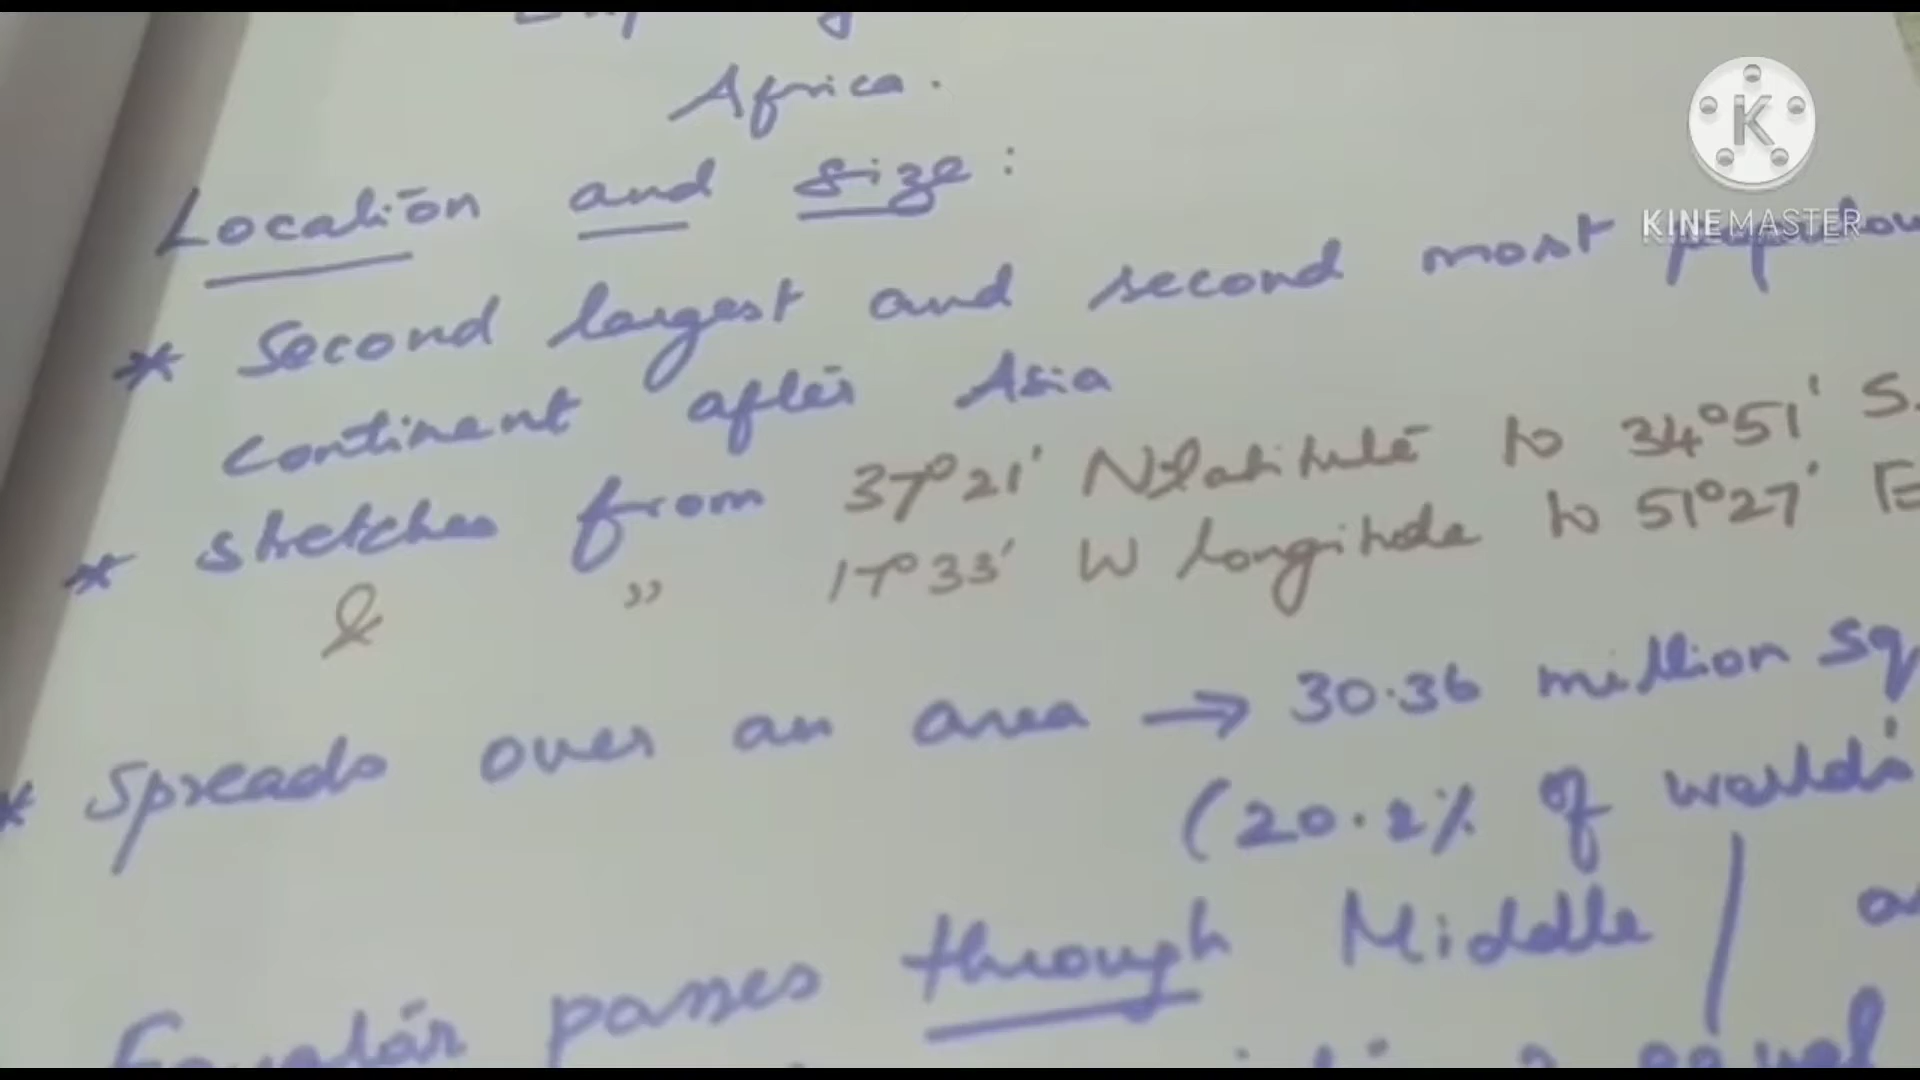 Africa.
Location and size:
* Second largest and second most
continent after Asia
* stretches from 37°21' N latitude to 34°51' S.
& " 17°33' W longitude to 51°27' E
* Spreads over an area → 30.36 million Sq
(20.2% of world's
Equator passes through Middle
K
KINEMASTER